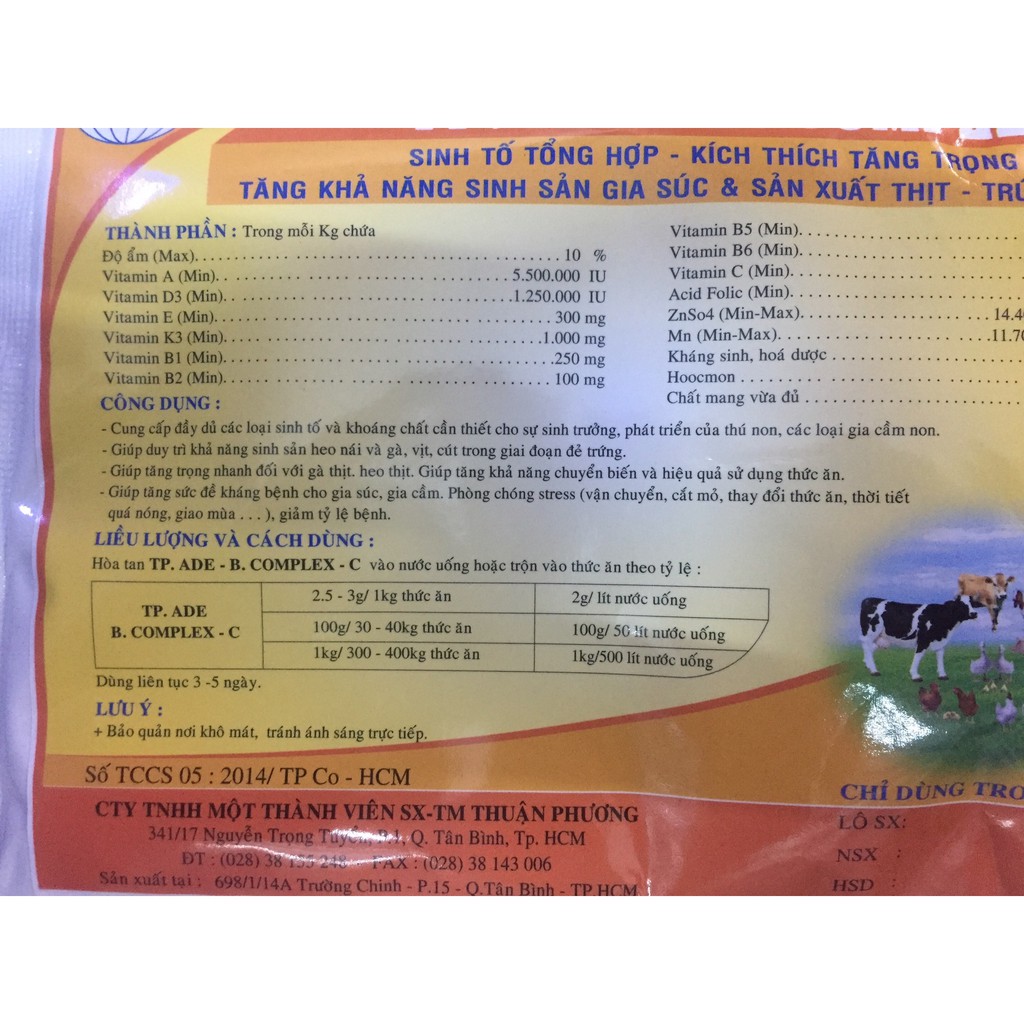 SINH TỐ TỔNG HỢP - KÍCH THÍCH TĂNG TRỌNG
TĂNG KHẢ NĂNG SINH SẢN GIA SÚC & SẢN XUẤT THỊT -
THÀNH PHẦN : Trong mỗi Kg chứa
Độ ẩm (Max). . . . . . . . . . . . . . . . . . . . 10 %
Vitamin A (Min). . . . . . . . . . . . . . . . . . . . 5.500.000 IU
Vitamin D3 (Min). . . . . . . . . . . . . . . . . . . . 1.250.000 IU
Vitamin E (Min). . . . . . . . . . . . . . . . . . . . 300 mg
Vitamin K3 (Min). . . . . . . . . . . . . . . . . . . . 1.000 mg
Vitamin B1 (Min). . . . . . . . . . . . . . . . . . . . 250 mg
Vitamin B2 (Min). . . . . . . . . . . . . . . . . . . . 100 mg
Vitamin B5 (Min). . . . . . . . . . . . . . . .
Vitamin B6 (Min). . . . . . . . . . . . . . . .
Vitamin C (Min). . . . . . . . . . . . . . . .
Acid Folic (Min). . . . . . . . . . . . . . . .
ZnSo4 (Min-Max). . . . . . . . . . . . . . . .
Mn (Min-Max). . . . . . . . . . . . . . . .
Kháng sinh, hoá dược . . . . . . . . . . . .
Hoocmon . . . . . . . . . . . . . . . .
Chất mang vừa đủ . . . . . . . . . . . . . .
CÔNG DỤNG :
- Cung cấp đầy dủ các loại sinh tố và khoáng chất cần thiết cho sự sinh trưởng, phát triển của thú non, các loại gia cầm non.
- Giúp duy trì khả năng sinh sản heo nái và gà, vịt, cút trong giai đoạn đẻ trứng.
- Giúp tăng trọng nhanh đối với gà thịt. heo thịt. Giúp tăng khả năng chuyển biến và hiệu quả sử dụng thức ăn.
- Giúp tăng sức đề kháng bệnh cho gia súc, gia cầm. Phòng chóng stress (vận chuyển, cắt mỏ, thay đổi thức ăn, thời tiết
quá nóng, giao mùa . . . ), giảm tỷ lệ bệnh.
LIỀU LƯỢNG VÀ CÁCH DÙNG :
Hòa tan TP. ADE - B. COMPLEX - C vào nước uống hoặc trộn vào thức ăn theo tỷ lệ :
TP. ADE
B. COMPLEX - C
2.5 - 3g/ 1kg thức ăn 2g/ lít nước uống
100g/ 30 - 40kg thức ăn 100g/ 50 lít nước uống
1kg/ 300 - 400kg thức ăn 1kg/500 lít nước uống
Dùng liên tục 3 -5 ngày.
LƯU Ý :
+ Bảo quản nơi khô mát, tránh ánh sáng trực tiếp.
Số TCCS 05 : 2014/ TP Co - HCM
CTY TNHH MỘT THÀNH VIÊN SX-TM THUẬN PHƯƠNG
341/17 Nguyễn Trọng Tuyển, Q. Tân Bình, Tp. HCM
ĐT : (028) 38 FAX : (028) 38 143 006
Sản xuất tại : 698/1/14A Trường Chinh - P.15 - Q.Tân Bình - TP.HCM
CHỈ DÙNG
LÔ SX:
NSX :
HSD :